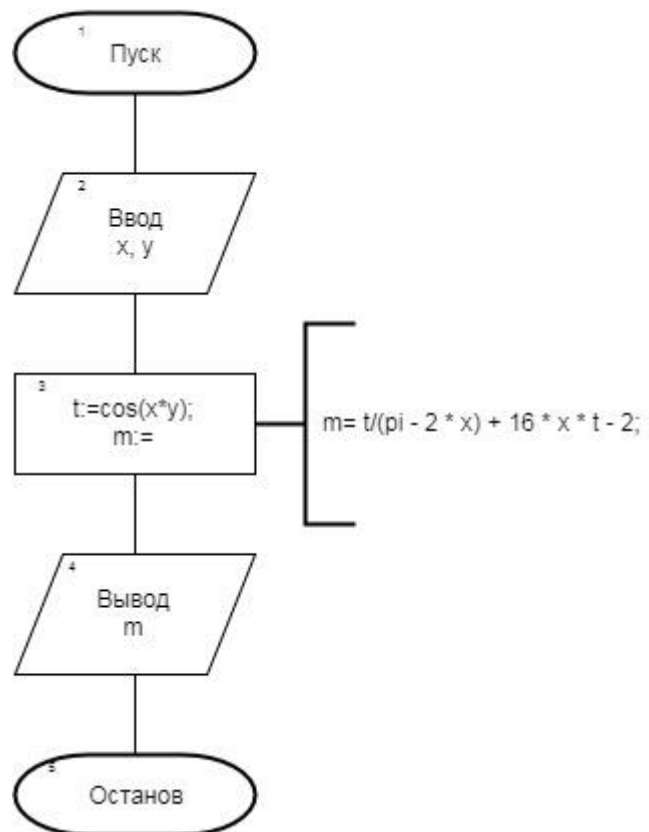 1
Пуск
2
Ввод
x, y
3
t:=cos(x*y);
m:=
m= t/(pi - 2 * x) + 16 * x * t - 2;
4
Вывод
m
5
Останов